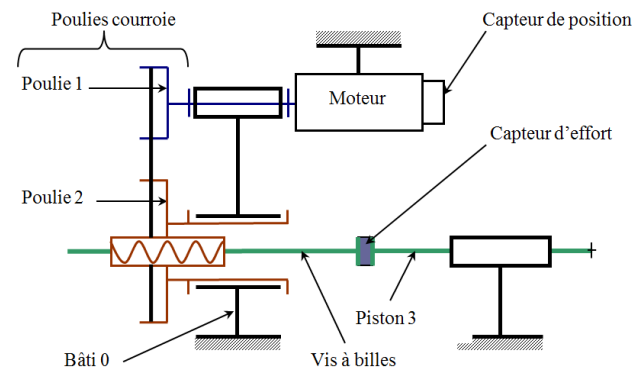 Poulies courroie
Capteur de position
Poulie 1
Moteur
Capteur d'effort
Poulie 2
Piston 3
Bâti 0
Vis à billes